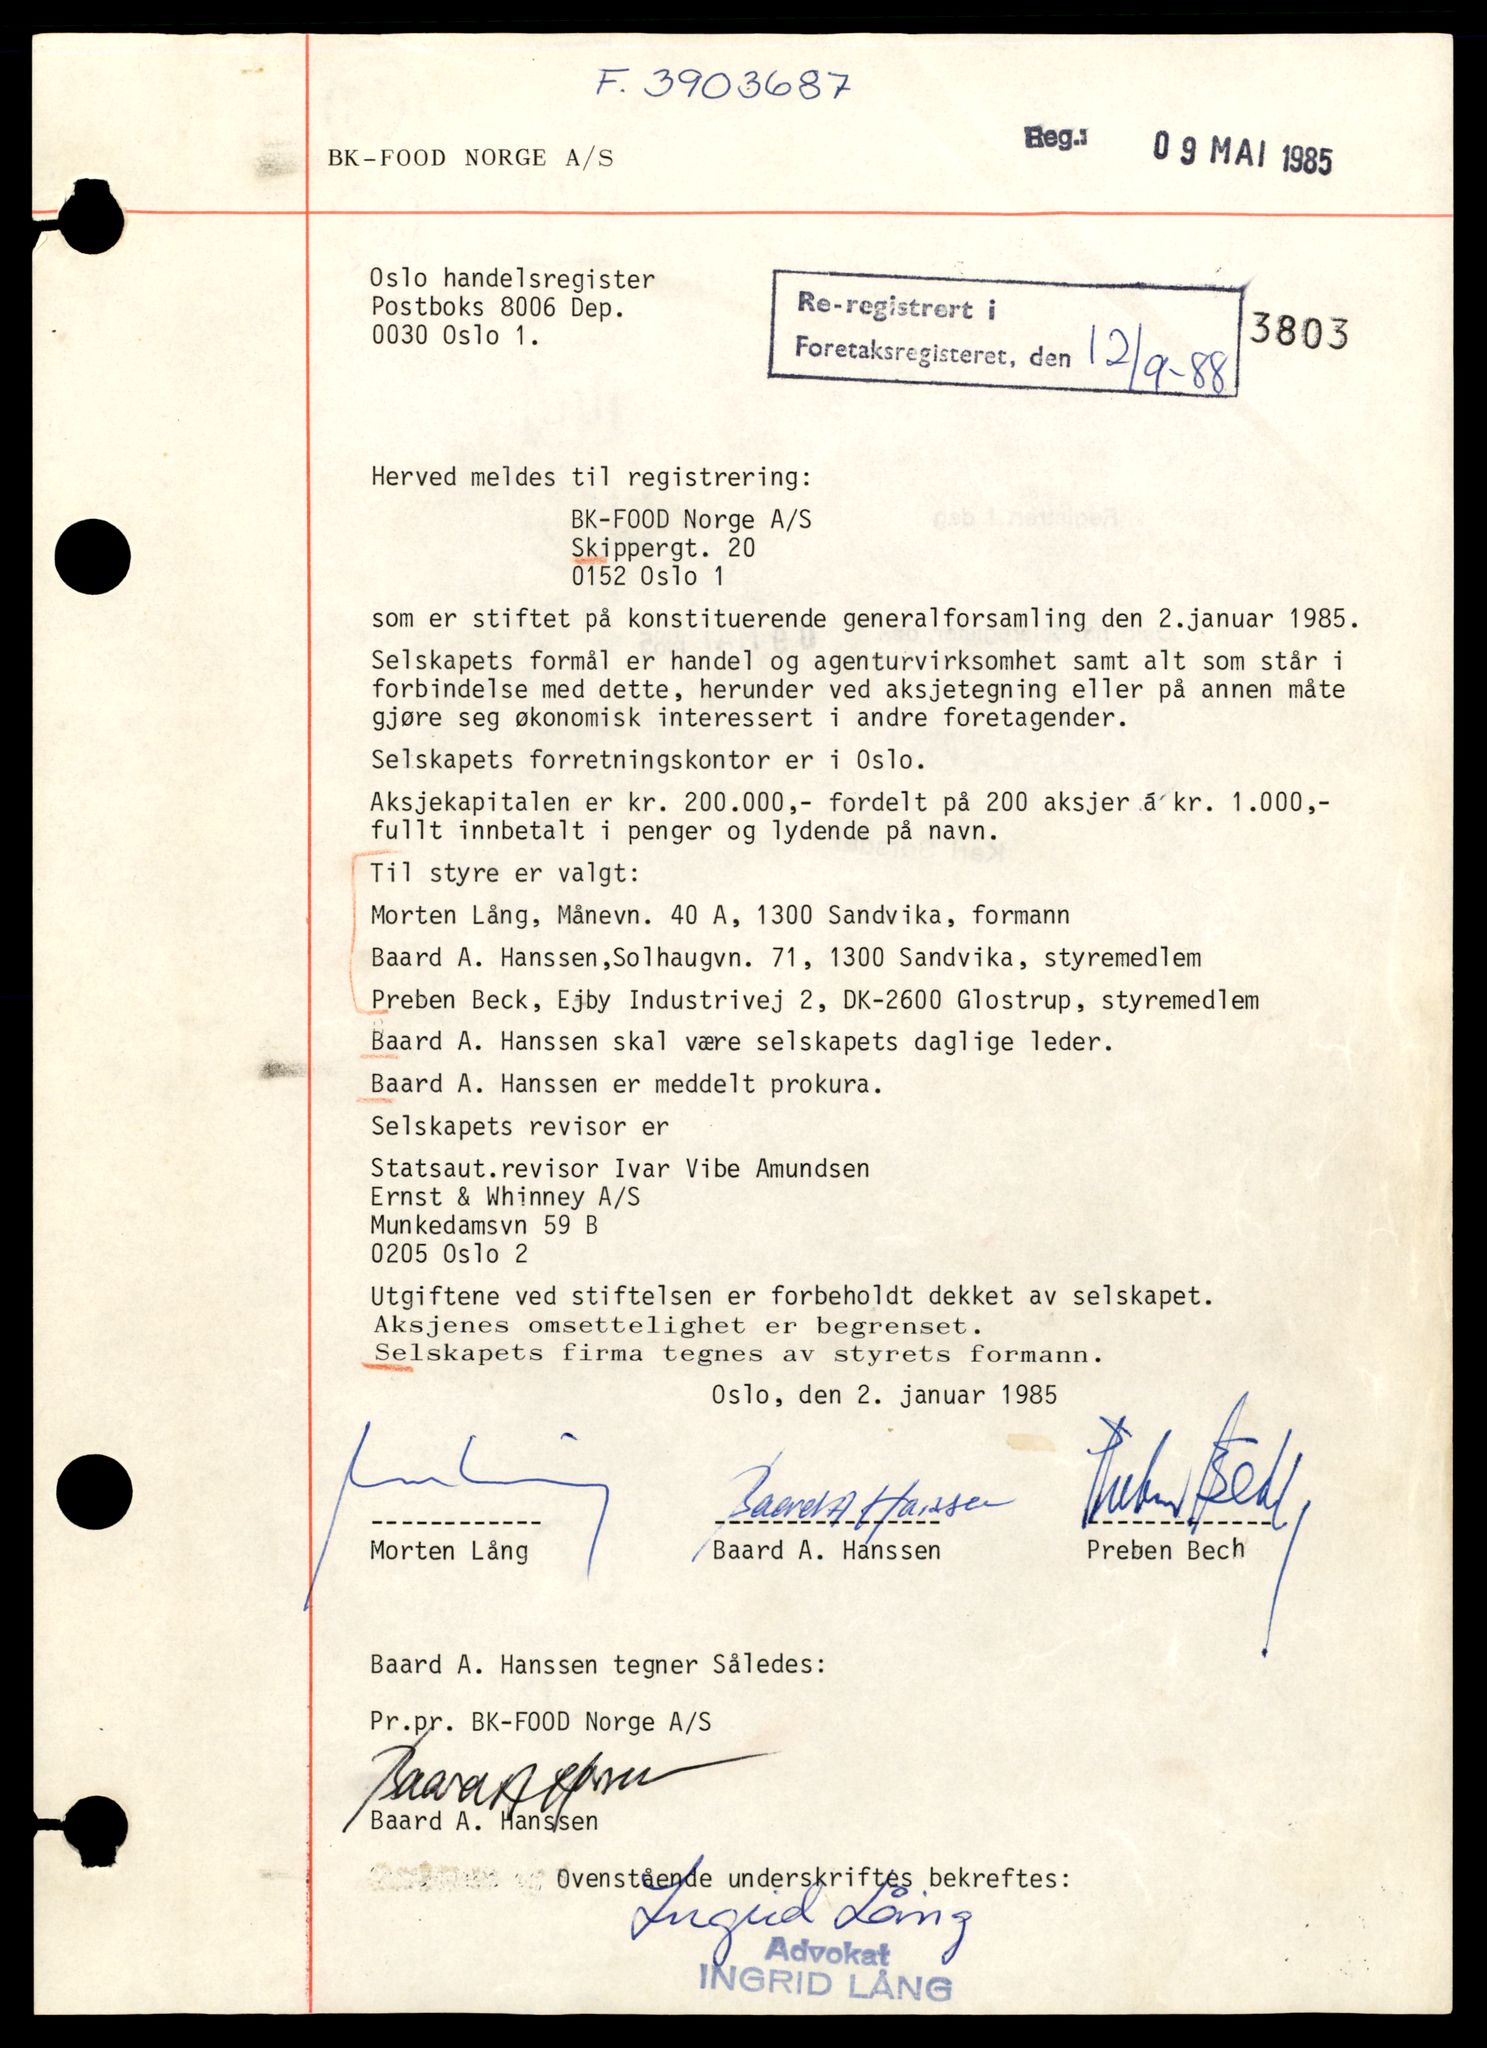 F. 3903687
BK-FOOD NORGE A/S
Reg.:
09 MAI 1985
Oslo handelsregister
Postboks 8006 Dep.
0030 Oslo 1.
Re-registrert i
Foretaksregisteret, den 12/9-88
3803
Herved meldes til registrering:
BK-FOOD Norge A/S
Skippergt. 20
0152 Oslo 1
som er stiftet på konstituerende generalforsamling den 2.januar 1985.
Selskapets formål er handel og agenturvirksomhet samt alt som står i
forbindelse med dette, herunder ved aksjetegning eller på annen måte
gjøre seg økonomisk interessert i andre foretagender.
Selskapets forretningskontor er i Oslo.
Aksjekapitalen er kr. 200.000,- fordelt på 200 aksjer á kr. 1.000,-
fullt innbetalt i penger og lydende på navn.
Til styre er valgt:
Morten Lång, Månevn. 40 A, 1300 Sandvika, formann
Baard A. Hanssen,Solhaugvn. 71, 1300 Sandvika, styremedlem
Preben Beck, Ejby Industrivej 2, DK-2600 Glostrup, styremedlem
Baard A. Hanssen skal være selskapets daglige leder.
Baard A. Hanssen er meddelt prokura.
Selskapets revisor er
Statsaut.revisor Ivar Vibe Amundsen
Ernst & Whinney A/S
Munkedamsvn 59 B
0205 Oslo 2
Utgiftene ved stiftelsen er forbeholdt dekket av selskapet.
Aksjenes omsettelighet er begrenset.
Selskapets firma tegnes av styrets formann.
Oslo, den 2. januar 1985
Baard A Hanssen
Morten Lång
Baard A. Hanssen
Preben Bech
Baard A. Hanssen tegner Således:
Pr.pr. BK-FOOD Norge A/S
Baard A Hanssen
Baard A. Hanssen
Ovenstående underskriftes bekreftes:
Ingrid Lång
Advokat
INGRID LÅNG